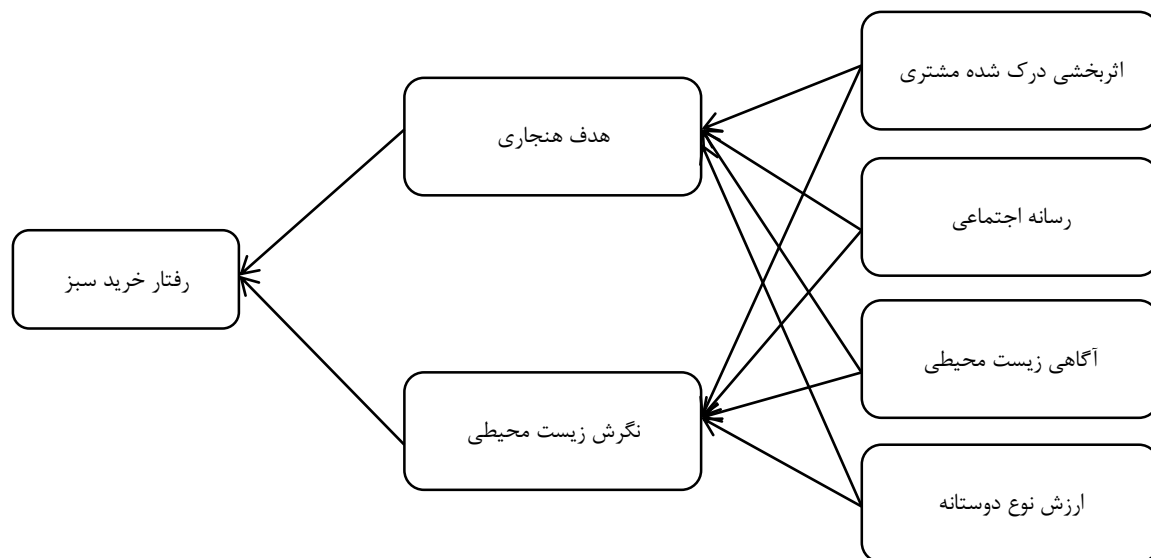 اثربخشی درک شده مشتری
هدف هنجاری
رسانه اجتماعی
رفتار خرید سبز
آگاهی زیست محیطی
نگرش زیست محیطی
ارزش نوع دوستانه